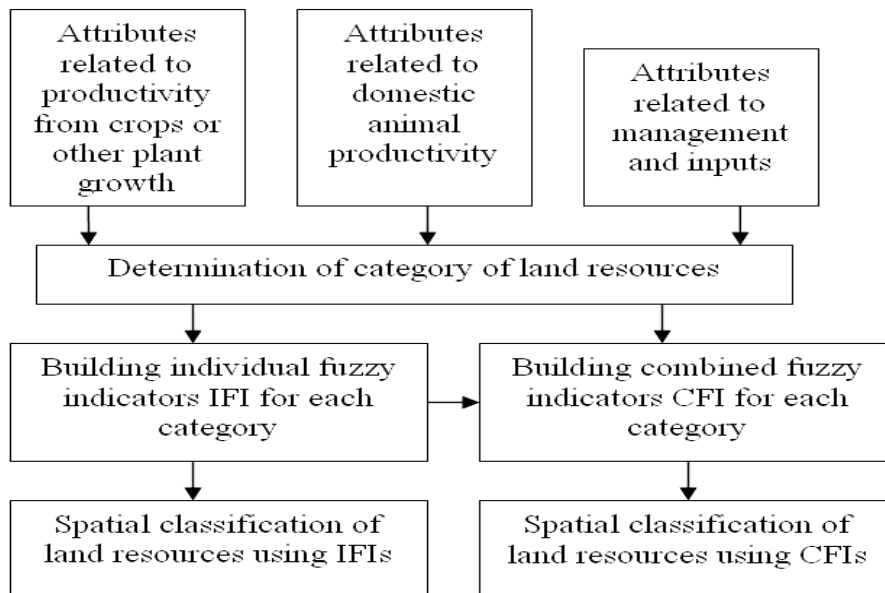 Attributes
related to
productivity
from crops or
other plant
growth
Attributes
related to
domestic
animal
productivity
Attributes
related to
management
and inputs
Determination of category of land resources
Building individual fuzzy
indicators IFI for each
category
Building combined fuzzy
indicators CFI for each
category
Spatial classification of
land resources using IFIs
Spatial classification of
land resources using CFIs